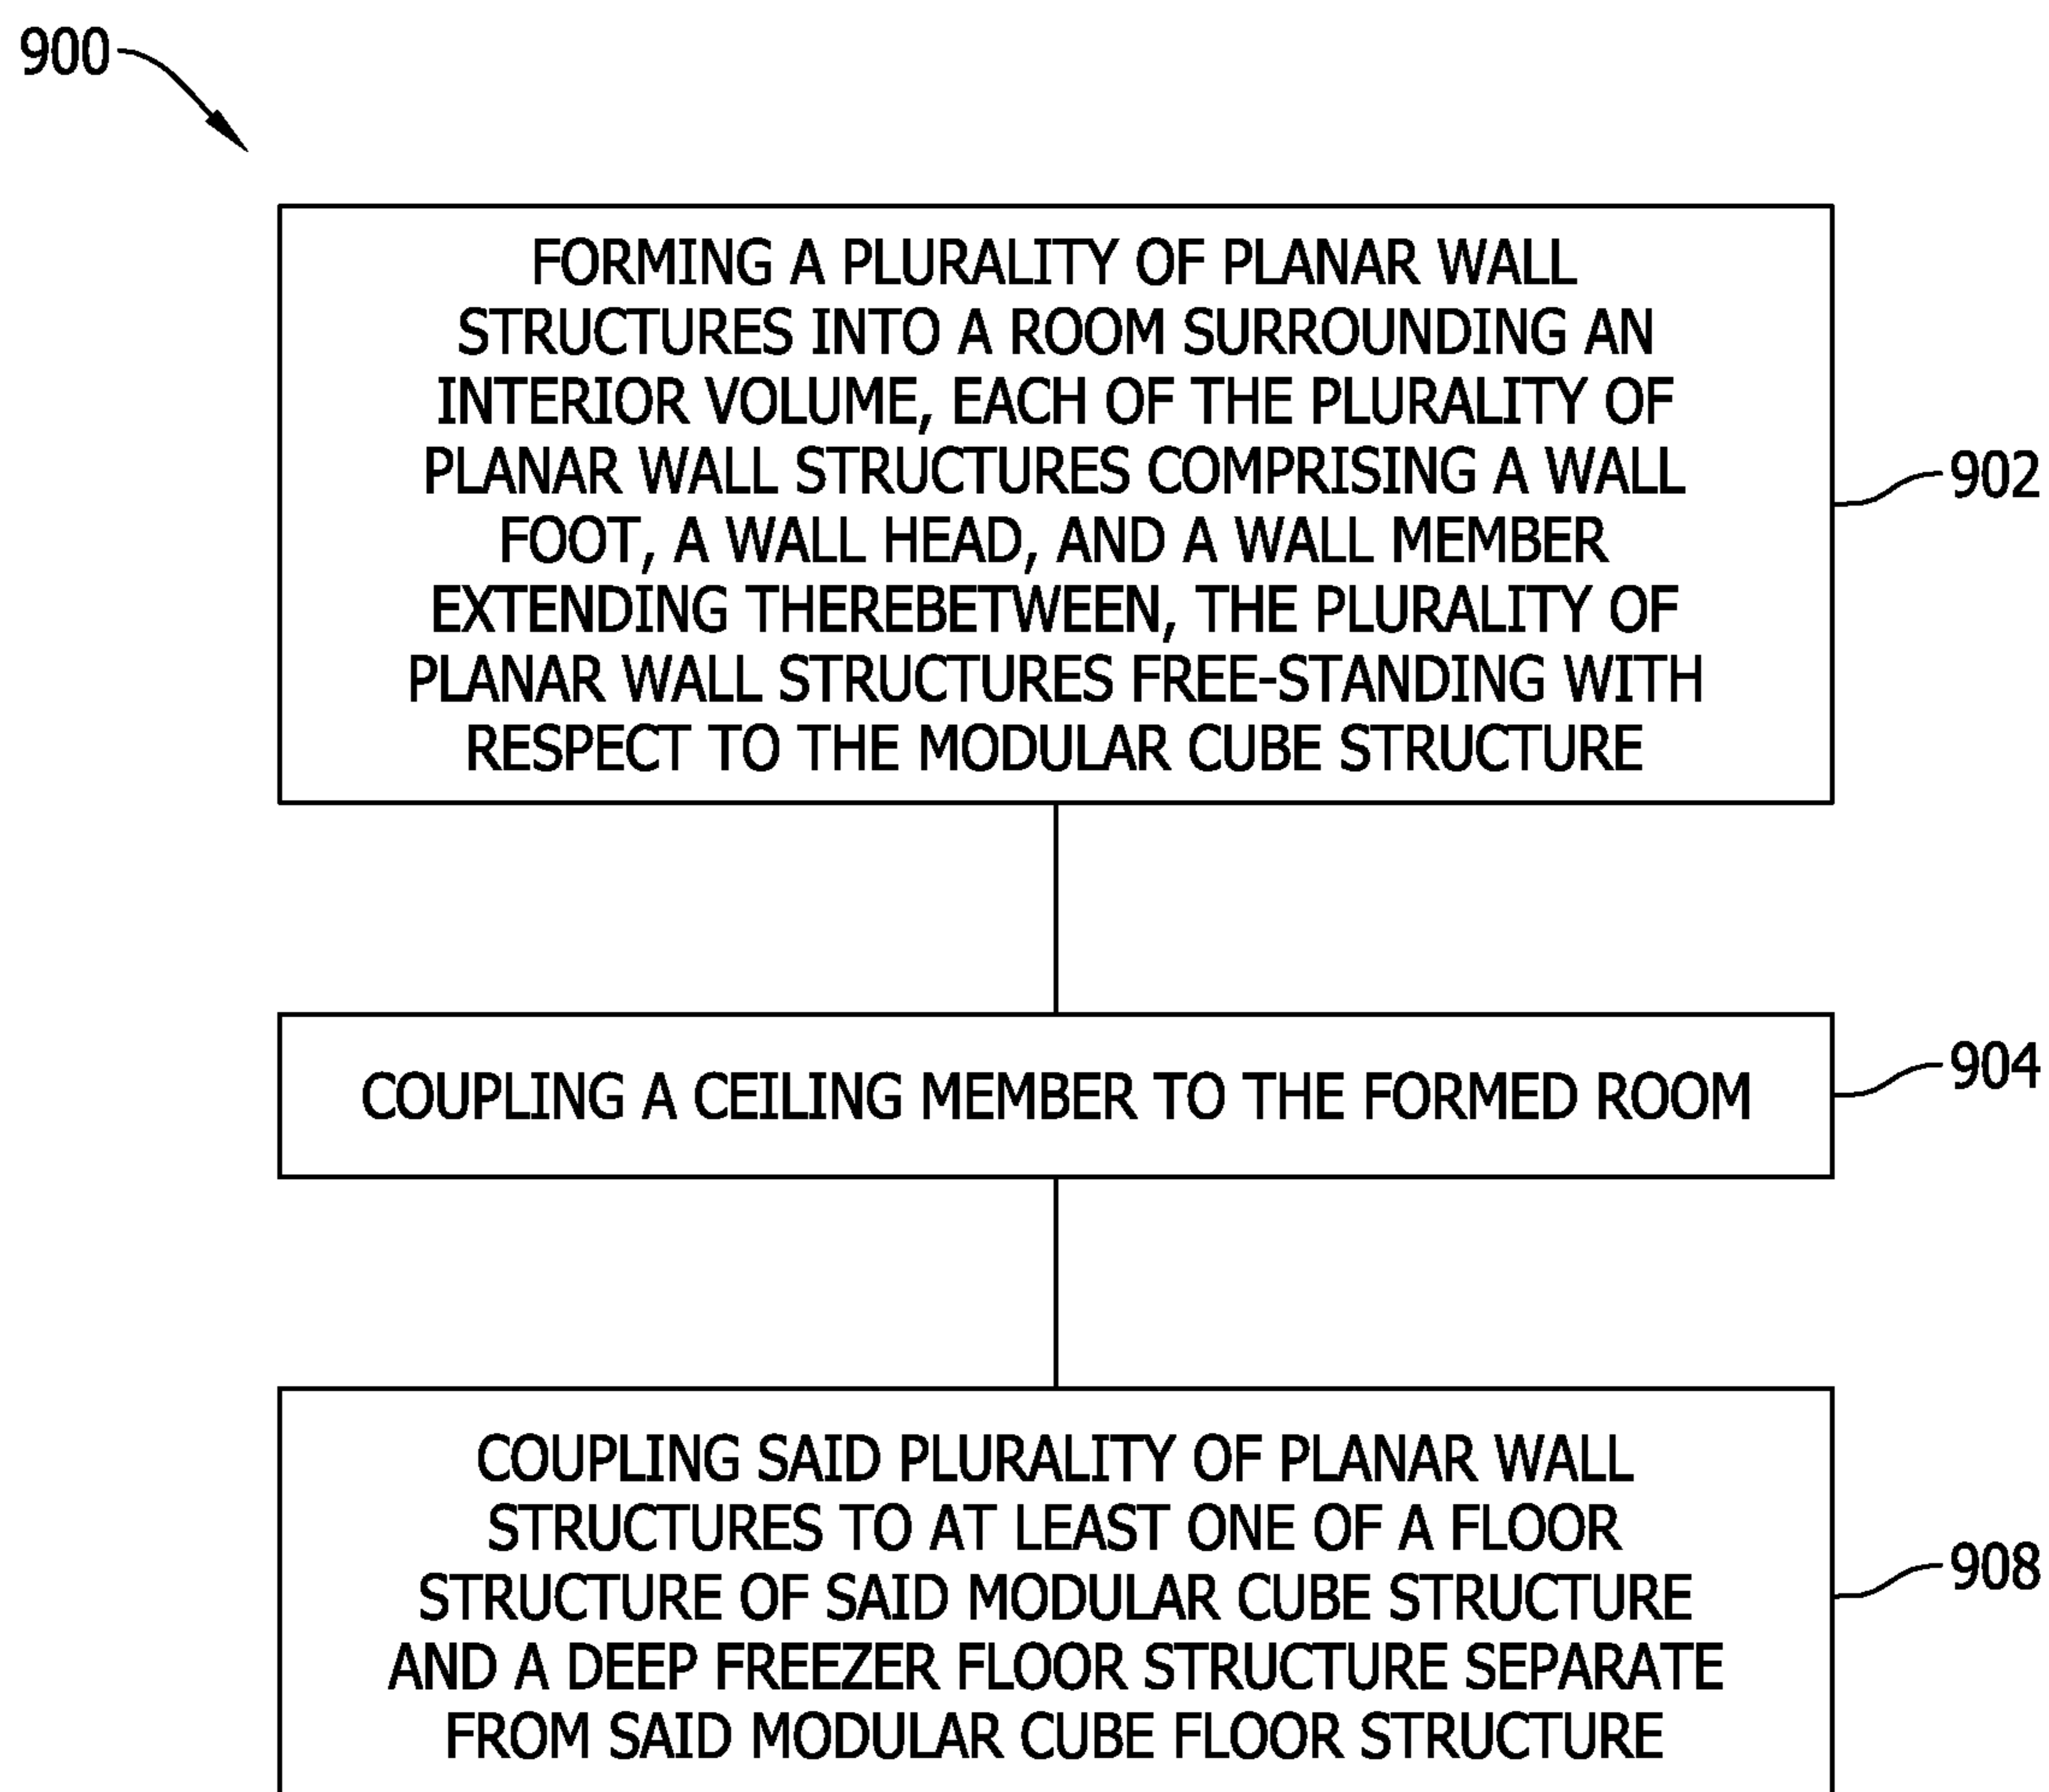 900
FORMING A PLURALITY OF PLANAR WALL
STRUCTURES INTO A ROOM SURROUNDING AN
INTERIOR VOLUME, EACH OF THE PLURALITY OF
PLANAR WALL STRUCTURES COMPRISING A WALL
FOOT, A WALL HEAD, AND A WALL MEMBER
EXTENDING THEREBETWEEN, THE PLURALITY OF
PLANAR WALL STRUCTURES FREE-STANDING WITH
RESPECT TO THE MODULAR CUBE STRUCTURE
902
COUPLING A CEILING MEMBER TO THE FORMED ROOM
904
COUPLING SAID PLURALITY OF PLANAR WALL
STRUCTURES TO AT LEAST ONE OF A FLOOR
STRUCTURE OF SAID MODULAR CUBE STRUCTURE
AND A DEEP FREEZER FLOOR STRUCTURE SEPARATE
FROM SAID MODULAR CUBE FLOOR STRUCTURE
908